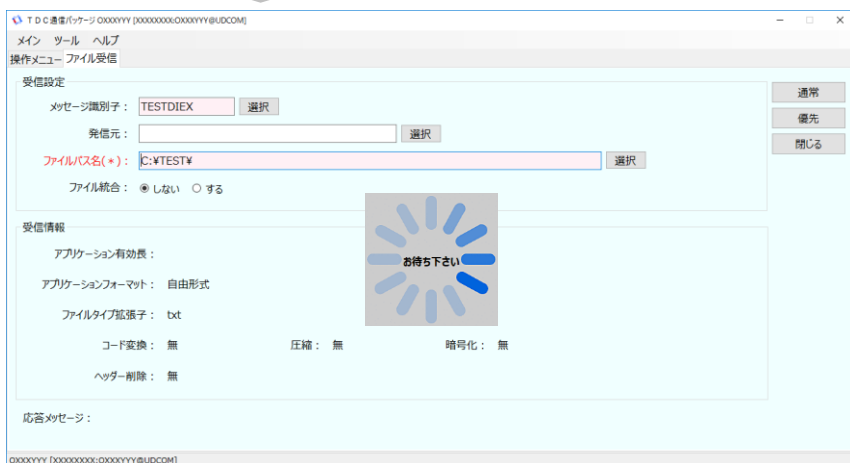 ＴＤＣ通信パッケージ OXXXYYY [XXXXXXXX:OXXXYYY@UDCOM]
メイン ツール ヘルプ
操作メニュー ファイル受信
受信設定
通常
メッセージ識別子： TESTDIEX 選択
優先
発信元： 選択
閉じる
ファイルパス名(＊)： C:¥TEST¥ 選択
ファイル統合： しない する
受信情報
アプリケーション有効長：
お待ち下さい
アプリケーションフォーマット： 自由形式
ファイルタイプ拡張子： txt
コード変換： 無 圧縮： 無 暗号化： 無
ヘッダー削除： 無
応答メッセージ：
OXXXYYY [XXXXXXXX:OXXXYYY@UDCOM]